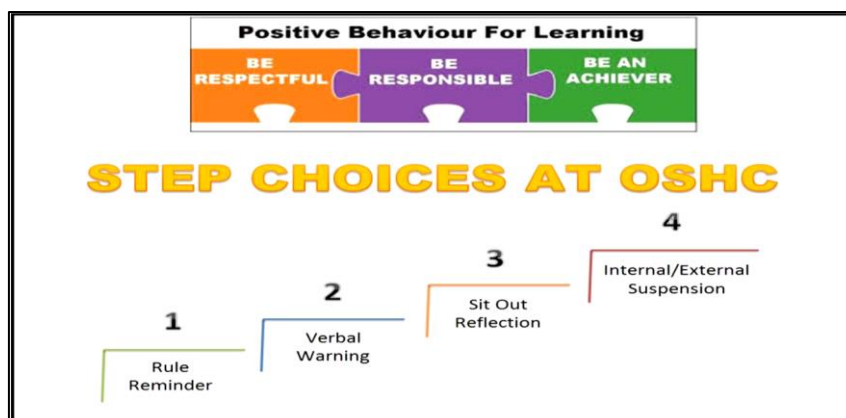 Positive Behaviour For Learning
BE
RESPECTFUL
BE
RESPONSIBLE
BE AN
ACHIEVER
STEP CHOICES AT OSHC
1
Rule
Reminder
2
Verbal
Warning
3
Sit Out
Reflection
4
Internal/External
Suspension